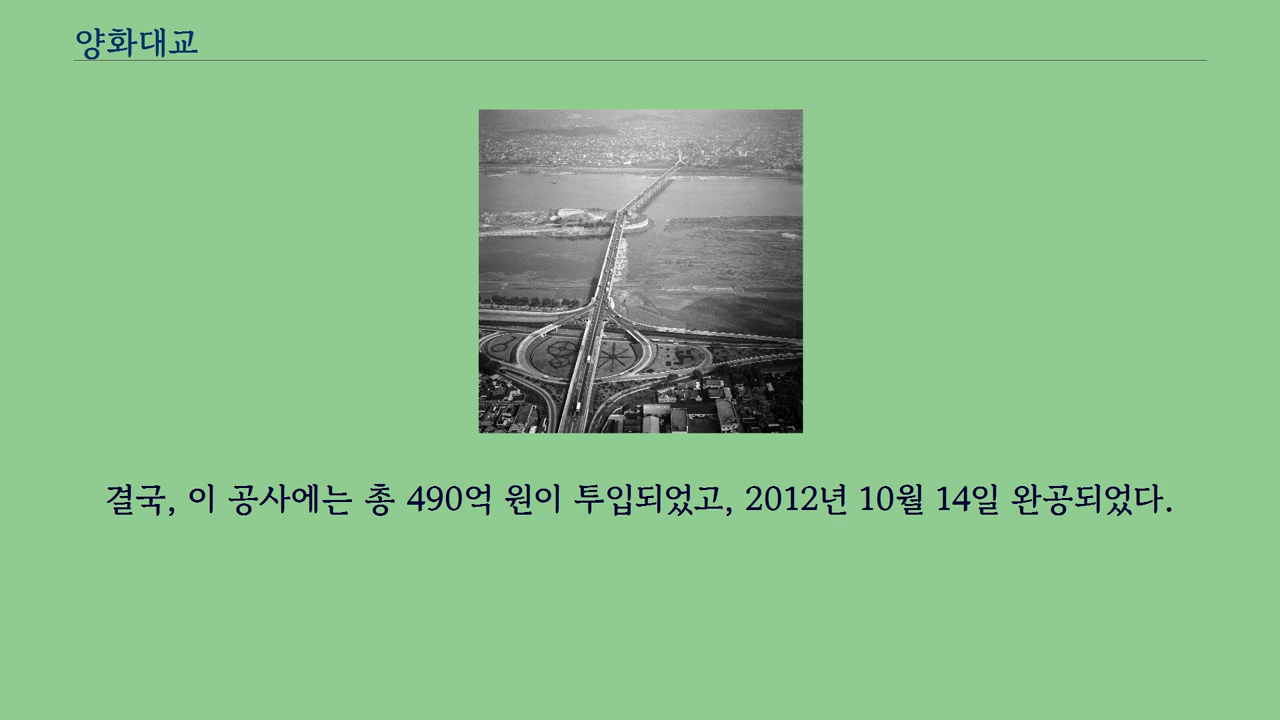 양화대교
결국, 이 공사에는 총 490억 원이 투입되었고, 2012년 10월 14일 완공되었다.